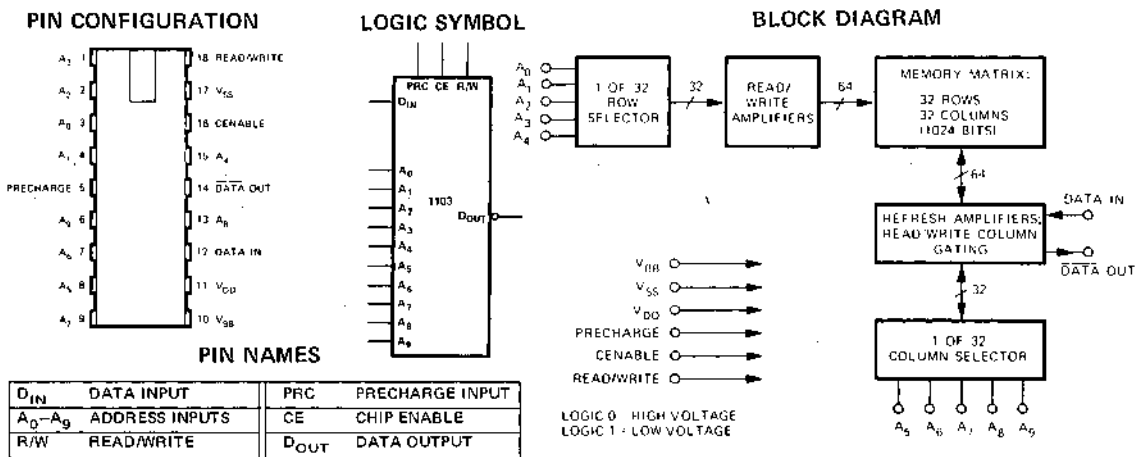 PIN CONFIGURATION
A3 1
A2 2
A0 3
A1 4
PRECHARGE 5
A9 6
A6 7
A5 8
A7 9
18 READ/WRITE
17 VSS
16 CENABLE
15 A4
14 DATA OUT
13 A8
12 DATA IN
11 VDD
10 VBB
LOGIC SYMBOL
PRC CE R/W
DIN
A0
A1
A2
A3
A4
A5
A6
A7
A8
A9
1103
DOUT
BLOCK DIAGRAM
A0
A1
A2
A3
A4
1 OF 32
ROW
SELECTOR
32
READ/
WRITE
AMPLIFIERS
64
MEMORY MATRIX:
32 ROWS
32 COLUMNS
(1024 BITS)
64
REFRESH AMPLIFIERS;
READ/WRITE COLUMN
GATING
DATA IN
DATA OUT
32
1 OF 32
COLUMN SELECTOR
A5 A6 A7 A8 A9
VBB
VSS
VDD
PRECHARGE
CENABLE
READ/WRITE
LOGIC 0 = HIGH VOLTAGE
LOGIC 1 = LOW VOLTAGE
PIN NAMES
DIN DATA INPUT PRC PRECHARGE INPUT
A0–A9 ADDRESS INPUTS CE CHIP ENABLE
R/W READ/WRITE DOUT DATA OUTPUT